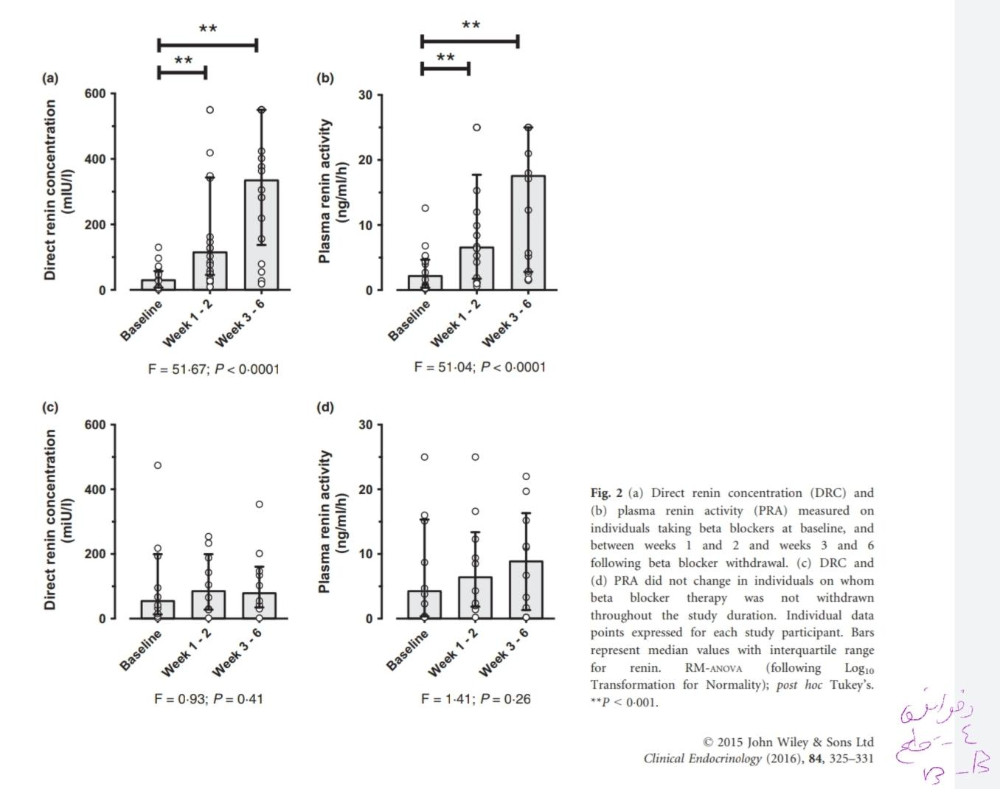 **
**
(a)
600
400
200
0
Direct renin concentration
(mIU/l)
Baseline
Week 1 - 2
Week 3 - 6
F = 51·67; P < 0·0001
**
**
(b)
30
20
10
0
Plasma renin activity
(ng/ml/h)
Baseline
Week 1 - 2
Week 3 - 6
F = 51·04; P < 0·0001
(c)
600
400
200
0
Direct renin concentration
(miU/l)
Baseline
Week 1 - 2
Week 3 - 6
F = 0·93; P = 0·41
(d)
30
20
10
0
Plasma renin activity
(ng/ml/h)
Baseline
Week 1 - 2
Week 3 - 6
F = 1·41; P = 0·26
Fig. 2 (a) Direct renin concentration (DRC) and
(b) plasma renin activity (PRA) measured on
individuals taking beta blockers at baseline, and
between weeks 1 and 2 and weeks 3 and 6
following beta blocker withdrawal. (c) DRC and
(d) PRA did not change in individuals on whom
beta blocker therapy was not withdrawn
throughout the study duration. Individual data
points expressed for each study participant. Bars
represent median values with interquartile range
for renin. RM-ANOVA (following Log10
Transformation for Normality); post hoc Tukey's.
**P < 0·001.
© 2015 John Wiley & Sons Ltd
Clinical Endocrinology (2016), 84, 325–331